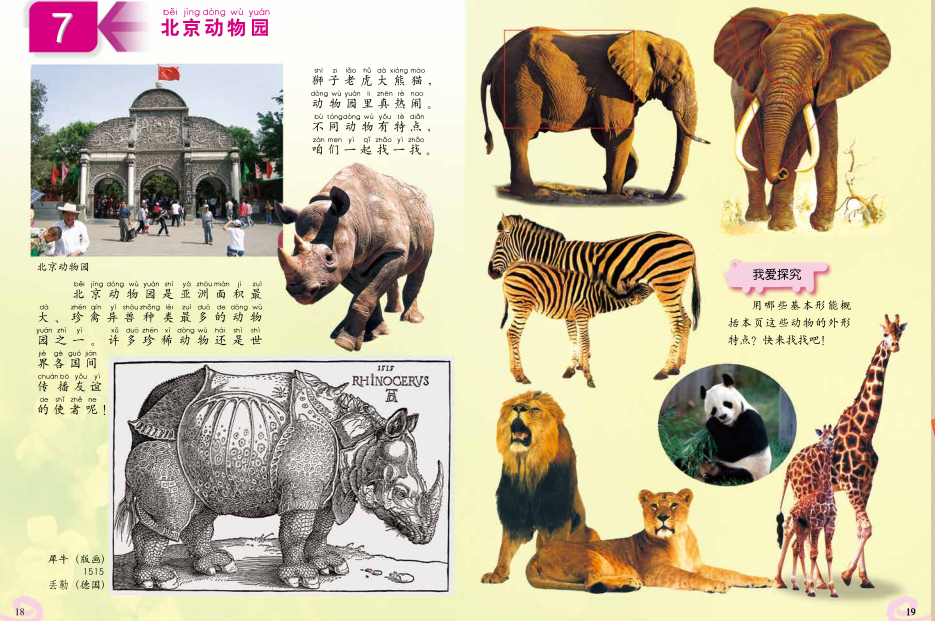 7
běi jīng dòng wù yuán
北京动物园
shī zi lǎo hǔ dà xióng māo
狮子老虎大熊猫，
dòng wù yuán li zhēn rè nao
动物园里真热闹。
bù tóng dòng wù yǒu tè diǎn
不同动物有特点，
zán men yì qǐ zhǎo yì zhǎo
咱们一起找一找。
北京动物园
běi jīng dòng wù yuán shì yà zhōu miàn jī zuì
北京动物园是亚洲面积最
dà zhēn qín yì shòu zhǒng lèi zuì duō de dòng wù
大、珍禽异兽种类最多的动物
yuán zhī yī xǔ duō zhēn xī dòng wù hái shì shì
园之一。许多珍稀动物还是世
jiè gè guó jiān
界各国间
chuán bō yǒu yì
传播友谊
de shǐ zhě ne
的使者呢！
1515
RHINOCERVS
AD
犀牛（版画）
1515
丢勒（德国）
18
我爱探究
用哪些基本形能概
括本页这些动物的外形
特点？快来找找吧！
19